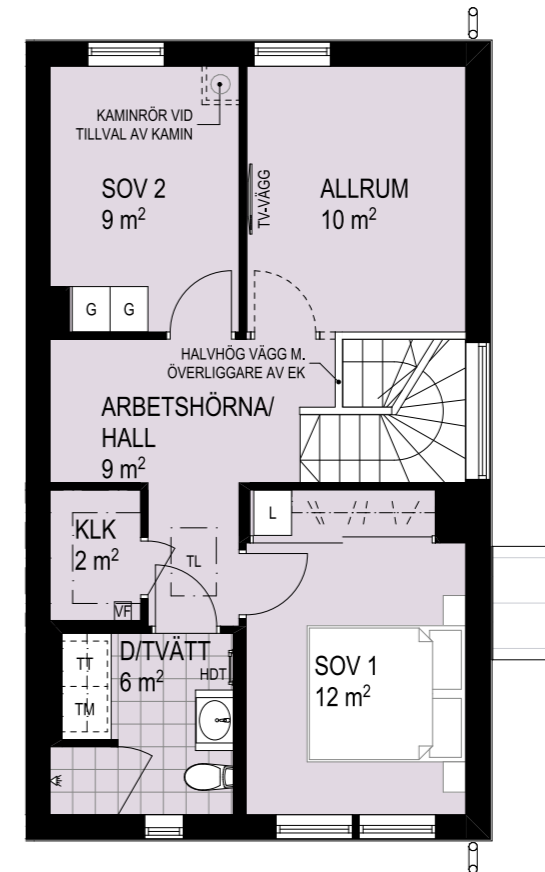 KAMINRÖR VID
TILLVAL AV KAMIN
SOV 2
9 m²
TV-VÄGG
ALLRUM
10 m²
G
G
HALVHÖG VÄGG M.
ÖVERLIGGARE AV EK
ARBETSHÖRNA/
HALL
9 m²
L
KLK
2 m²
TL
VF
D/TVÄTT
6 m²
HDT
TT
TM
SOV 1
12 m²